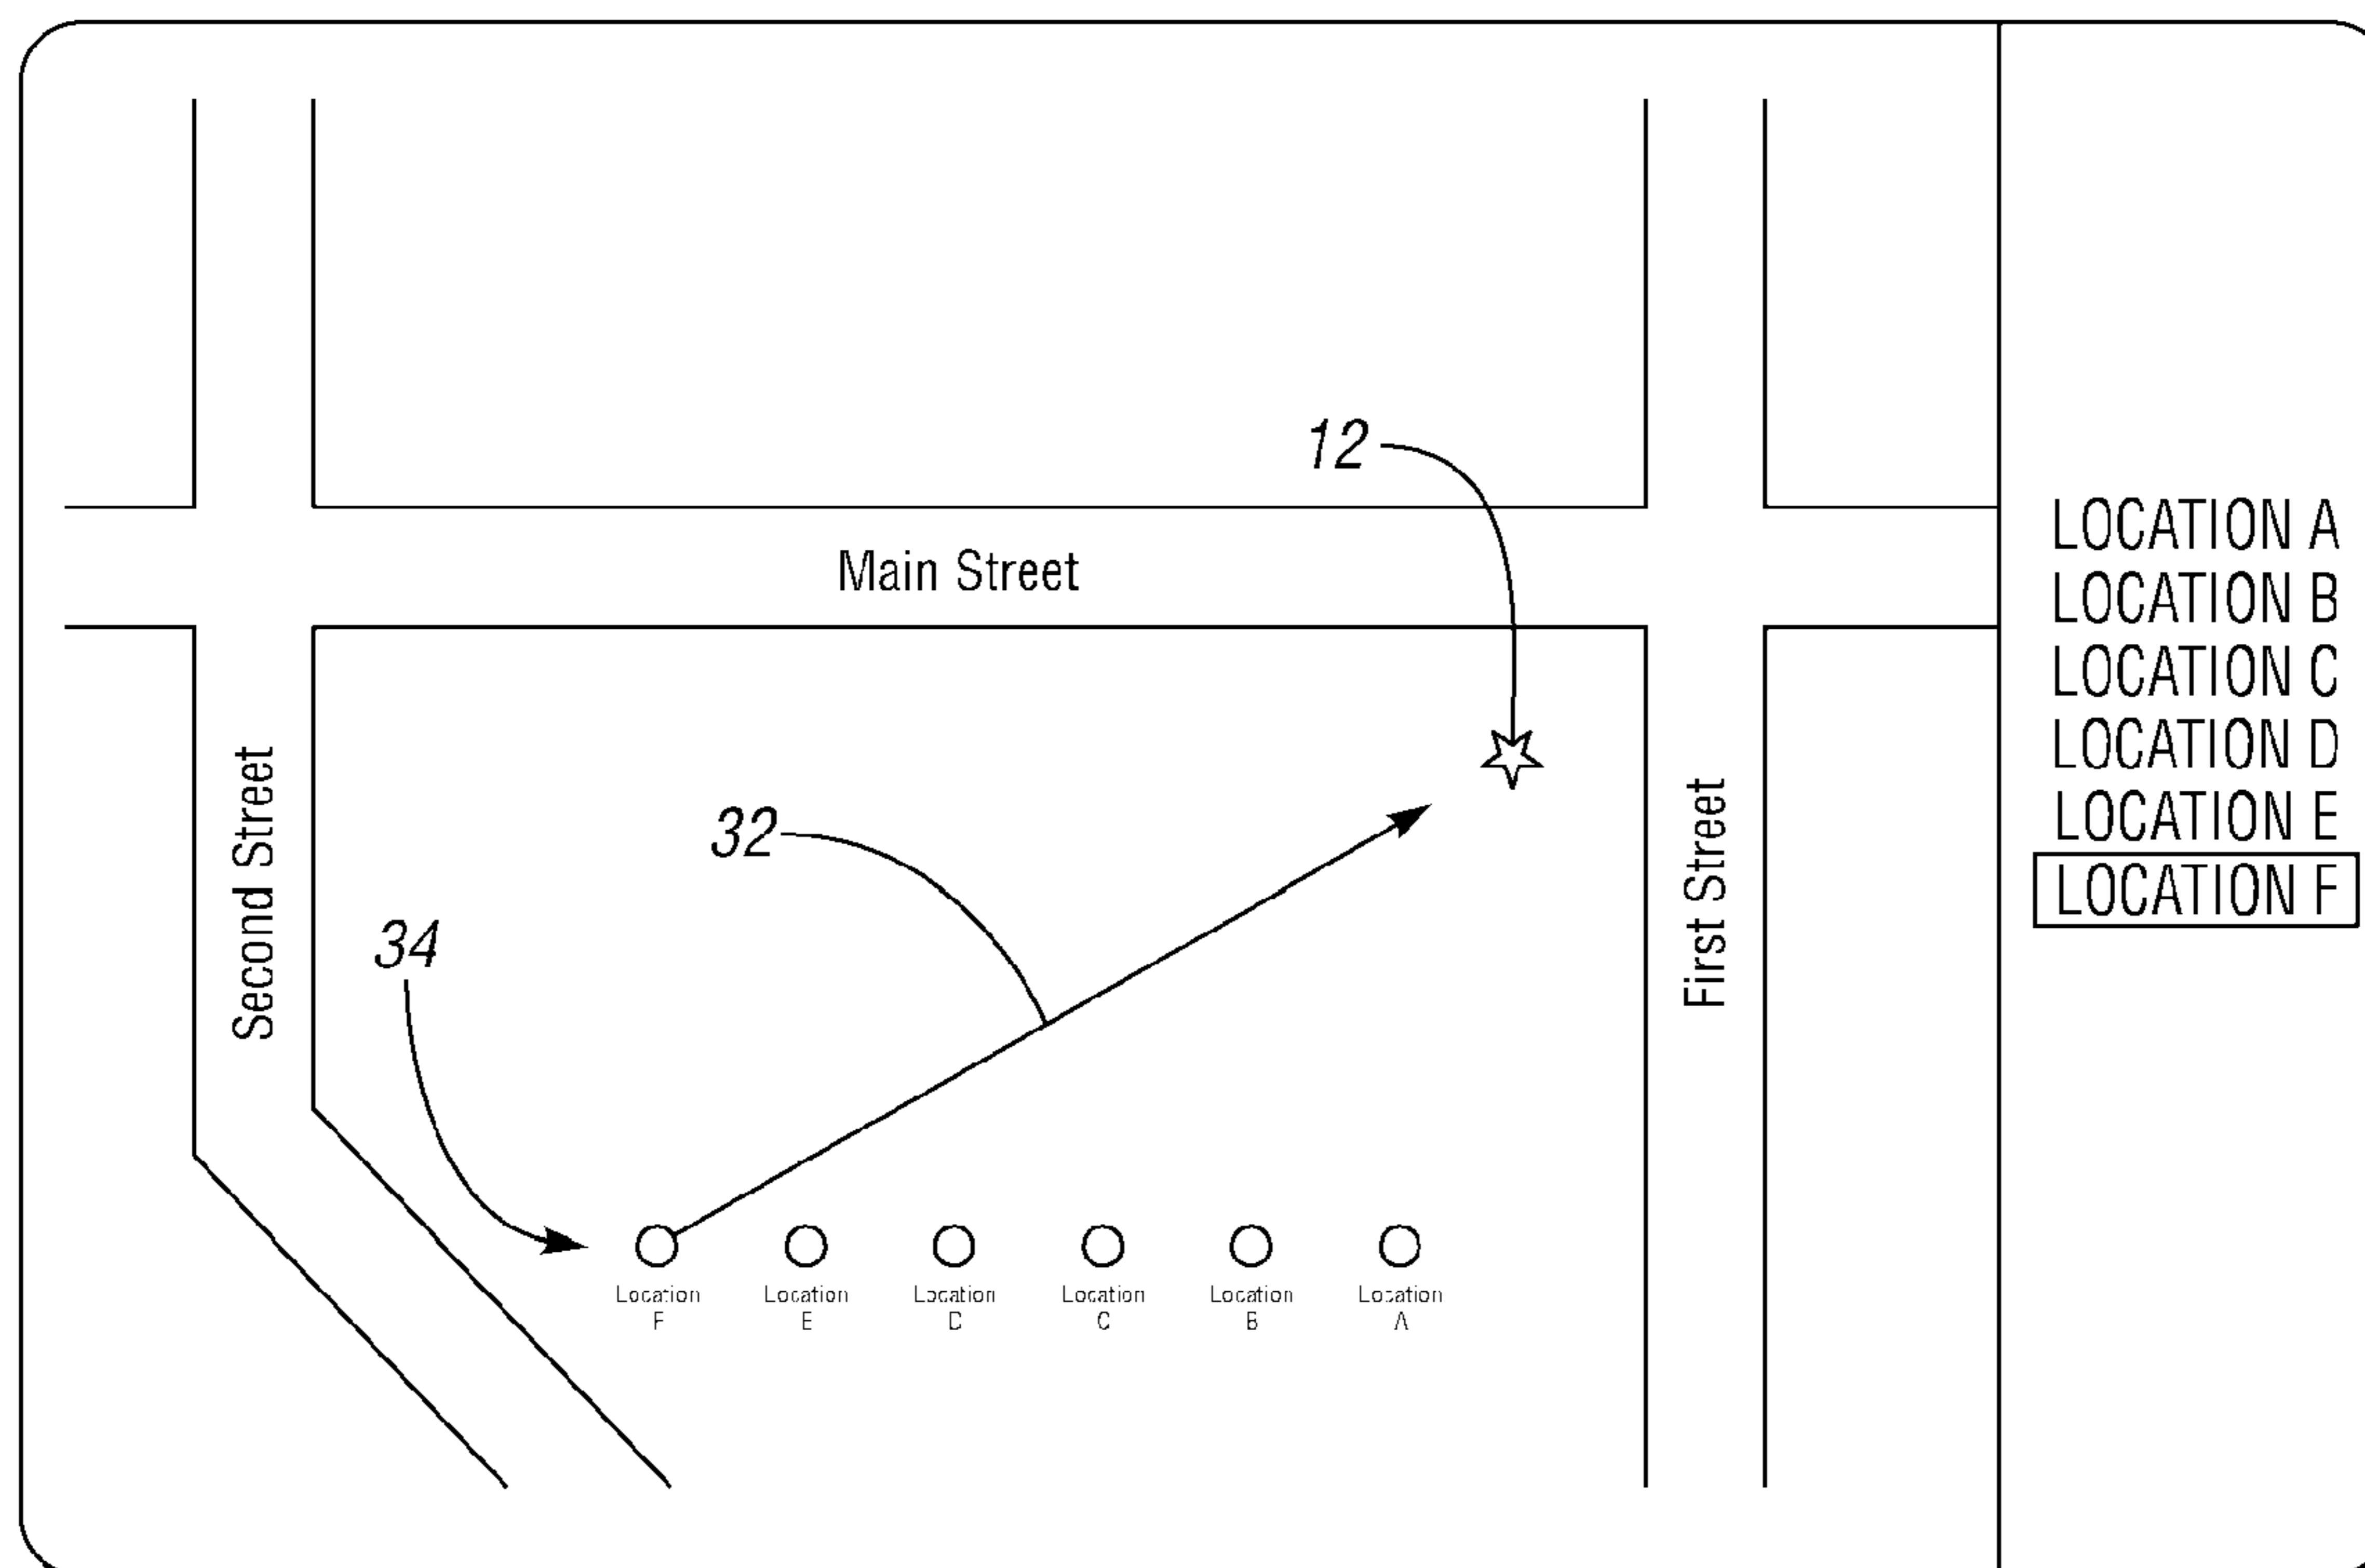 12
Main Street
LOCATION A
LOCATION B
LOCATION C
LOCATION D
LOCATION E
LOCATION F
Second Street
First Street
32
34
Location
F
Location
E
Location
D
Location
C
Location
B
Location
A